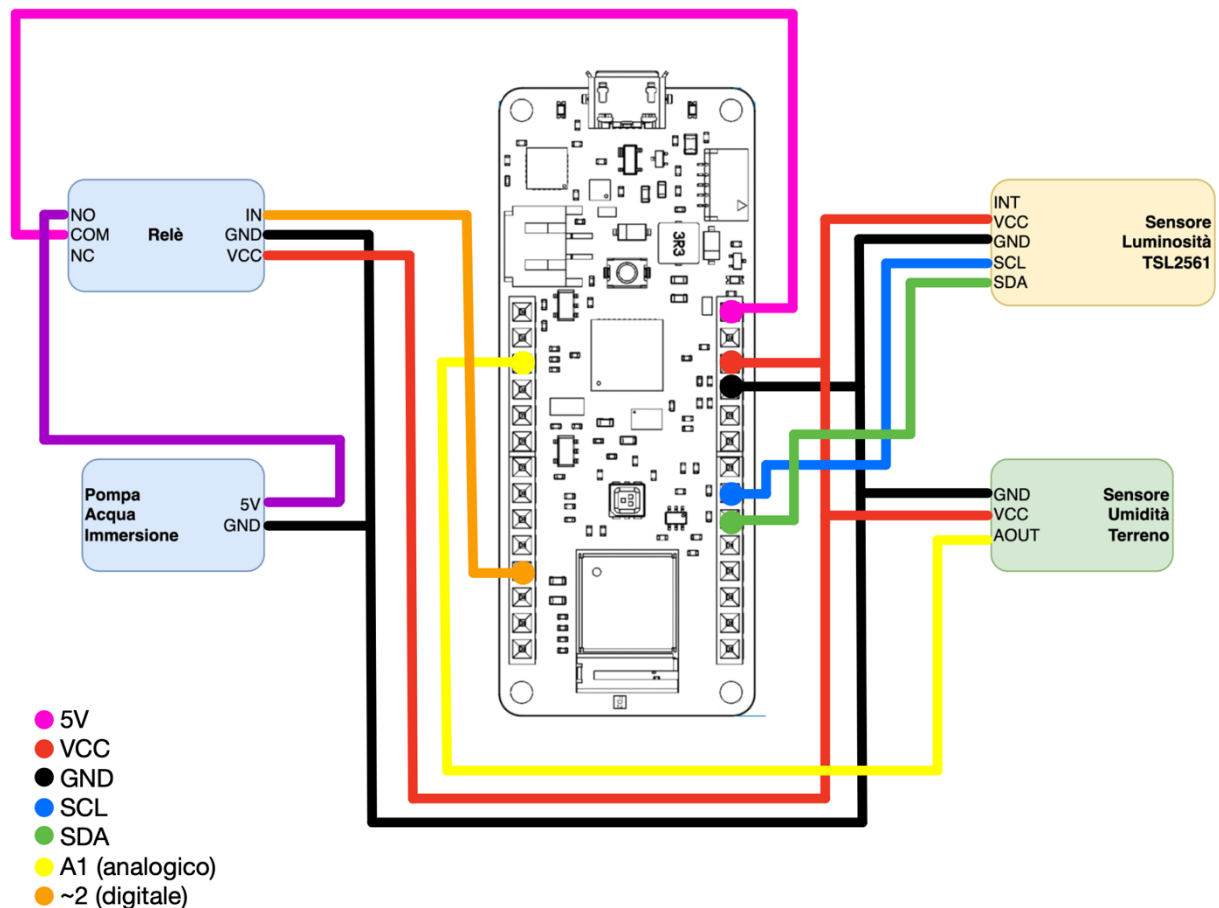 NO
COM
NC
Relè
IN
GND
VCC
3R3
INT
VCC
GND
SCL
SDA
Sensore
Luminosità
TSL2561
Pompa
Acqua
Immersione
5V
GND
GND
VCC
AOUT
Sensore
Umidità
Terreno
5V
VCC
GND
SCL
SDA
A1 (analogico)
~2 (digitale)